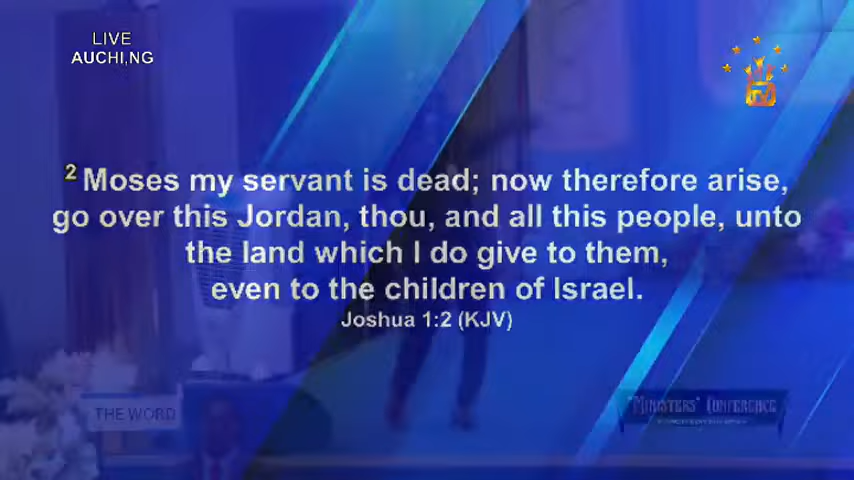 LIVE
AUCHI,NG
2 Moses my servant is dead; now therefore arise,
go over this Jordan, thou, and all this people, unto
the land which I do give to them,
even to the children of Israel.
Joshua 1:2 (KJV)
THE WORD
"MINISTERS' CONFERENCE